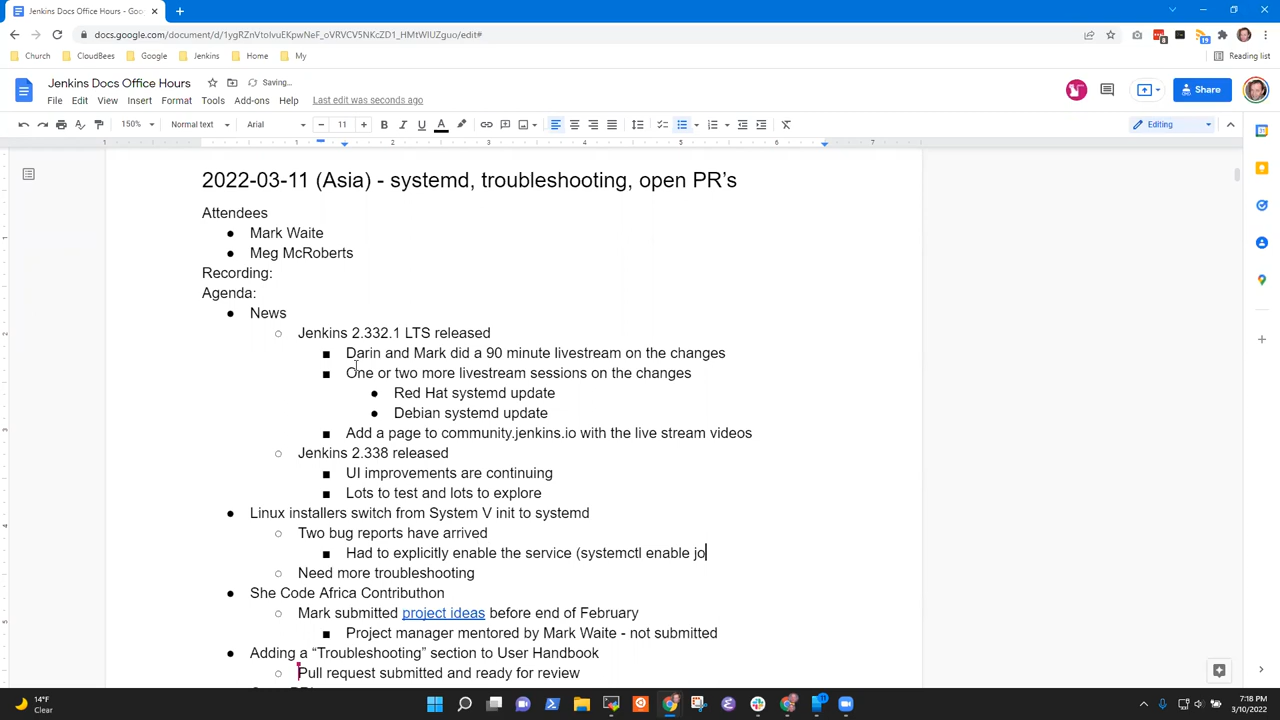 Jenkins Docs Office Hours - Goo
docs.google.com/document/d/1ygRZnVtoIvuEKpwNeF_oVRVCV5NKcZD1_HMtWIUZguo/edit#
Church
CloudBees
Google
Jenkins
Home
My
Reading list
Jenkins Docs Office Hours
Saving...
File Edit View Insert Format Tools Add-ons Help Last edit was seconds ago
Share
150% Normal text Arial 11 Editing
1 1 2 3 4 5 6 7
2022-03-11 (Asia) - systemd, troubleshooting, open PR's
Attendees
● Mark Waite
● Meg McRoberts
Recording:
Agenda:
● News
○ Jenkins 2.332.1 LTS released
■ Darin and Mark did a 90 minute livestream on the changes
■ One or two more livestream sessions on the changes
● Red Hat systemd update
● Debian systemd update
■ Add a page to community.jenkins.io with the live stream videos
○ Jenkins 2.338 released
■ UI improvements are continuing
■ Lots to test and lots to explore
● Linux installers switch from System V init to systemd
○ Two bug reports have arrived
■ Had to explicitly enable the service (systemctl enable jo
○ Need more troubleshooting
● She Code Africa Contributhon
○ Mark submitted project ideas before end of February
■ Project manager mentored by Mark Waite - not submitted
● Adding a “Troubleshooting” section to User Handbook
○ Pull request submitted and ready for review
14°F
Clear
7:18 PM
3/10/2022